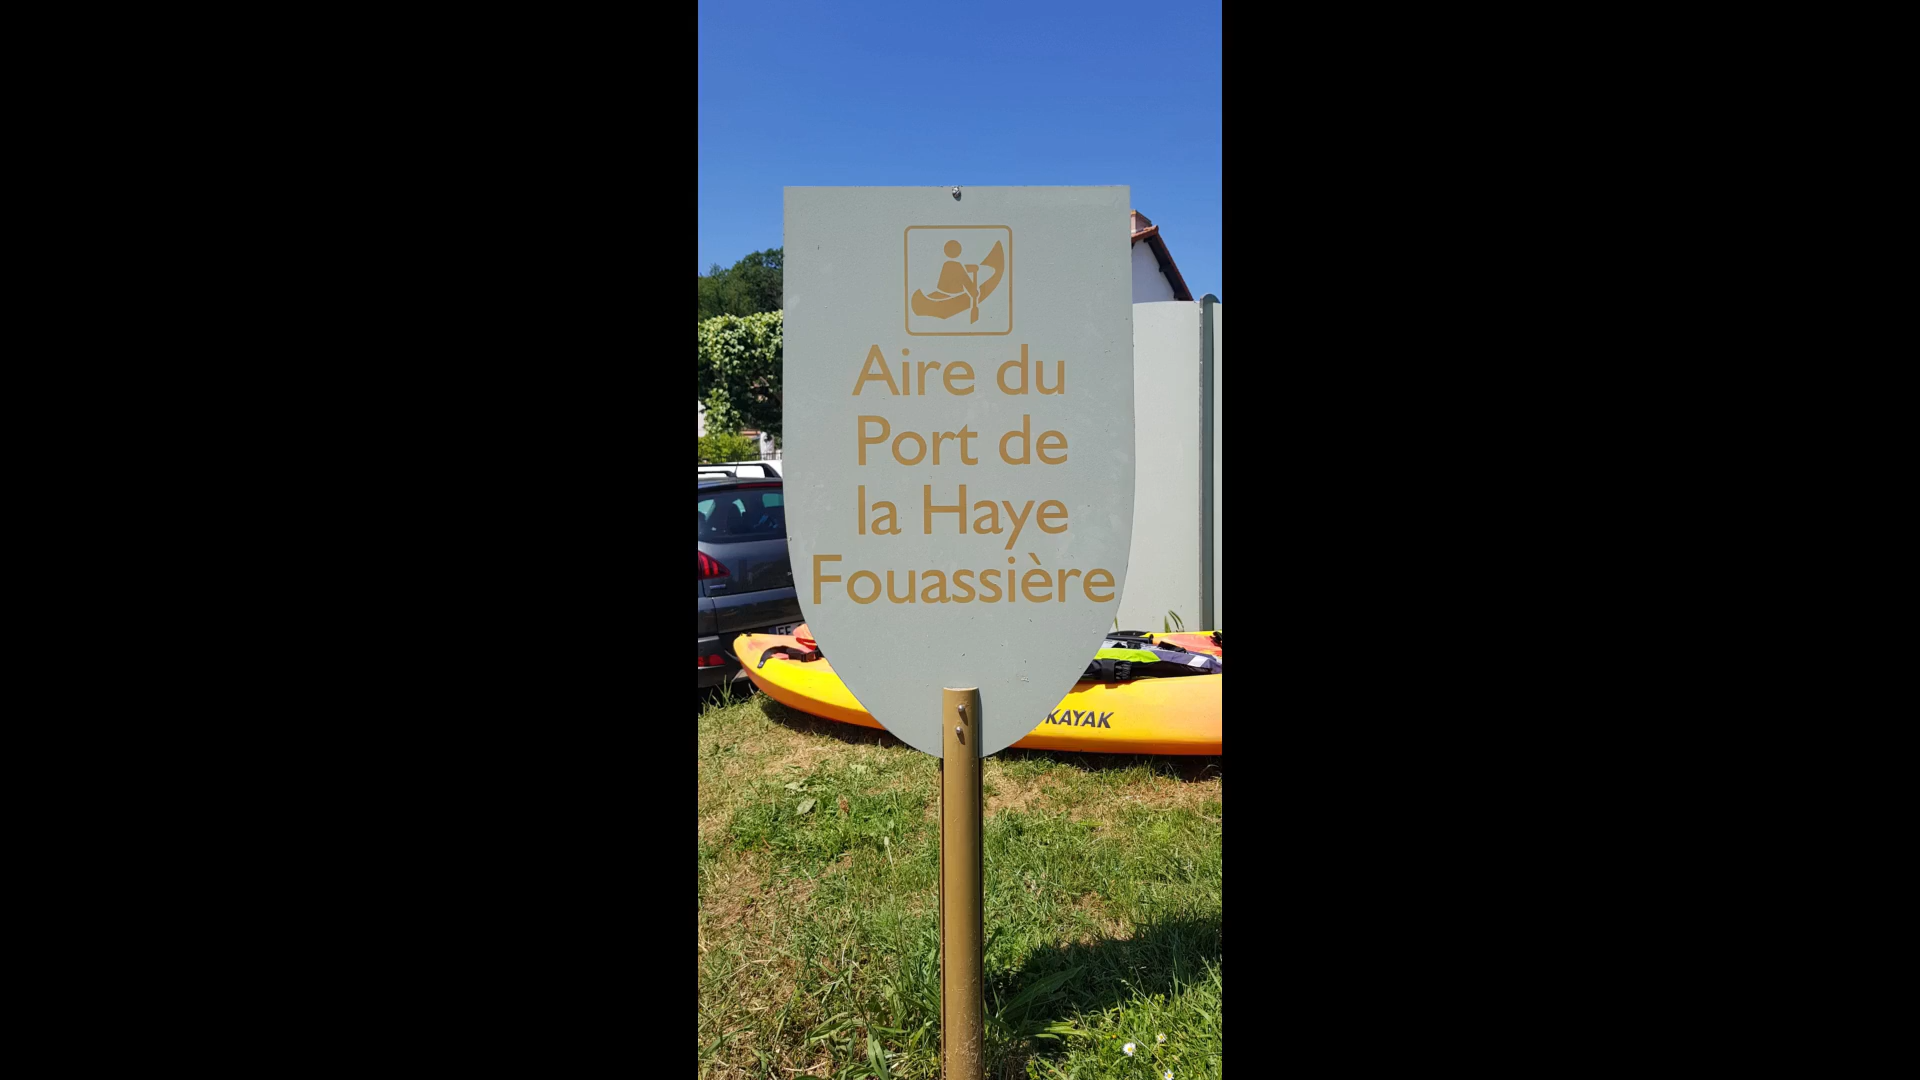 Aire du
Port de
la Haye
Fouassière
KAYAK